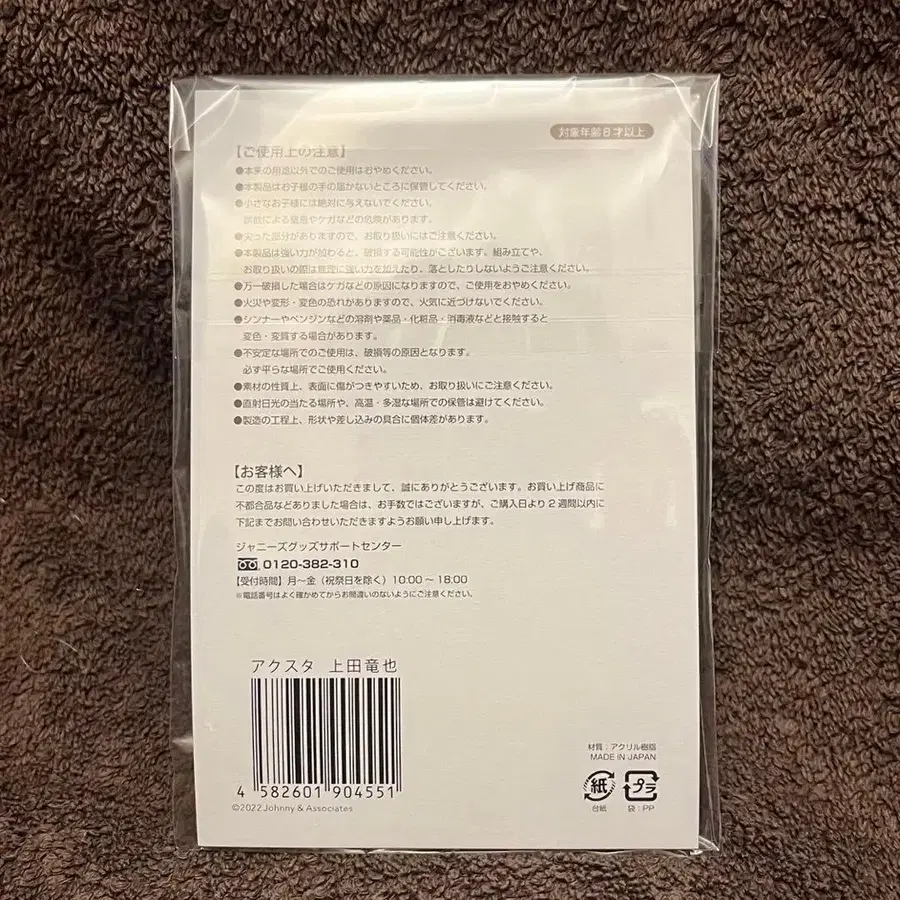 対象年齢8才以上
【ご使用上の注意】
●本来の用途以外でのご使用はおやめください。
●本製品はお子様の手の届かないところに保管してください。
●小さなお子様には絶対に与えないでください。
誤飲による窒息やケガなどの危険があります。
●尖った部分がありますので、お取り扱いにはご注意ください。
●本製品は強い力が加わると、破損する可能性がございます。組み立てや、
お取り扱いの際は無理に強い力を加えたり、落としたりしないようご注意ください。
●万一破損した場合はケガなどの原因になりますので、ご使用をおやめください。
●火災や変形・変色の恐れがありますので、火気に近づけないでください。
●シンナーやベンジンなどの溶剤や薬品・化粧品・消毒液などと接触すると
変色・変質する場合があります。
●不安定な場所でのご使用は、破損等の原因となります。
必ず平らな場所でご使用ください。
●素材の性質上、表面に傷がつきやすいため、お取り扱いにご注意ください。
●直射日光の当たる場所や、高温・多湿な場所での保管は避けてください。
●製造の工程上、形状や差し込みの具合に個体差があります。
【お客様へ】
この度はお買い上げいただきまして、誠にありがとうございます。お買い上げ商品に
不都合品などありました場合は、お手数ではございますが、ご購入日より2週間以内に
下記までお問い合わせいただきますようお願い申し上げます。
ジャニーズグッズサポートセンター
0120-382-310
【受付時間】月〜金（祝祭日を除く）10:00〜18:00
※電話番号はよく確かめてからお間違いのないようにご注意ください。
アクスタ 上田竜也
4 582601 904551
©2022 Johnny & Associates
材質：アクリル樹脂
MADE IN JAPAN
紙 プラ
台紙 袋：PP